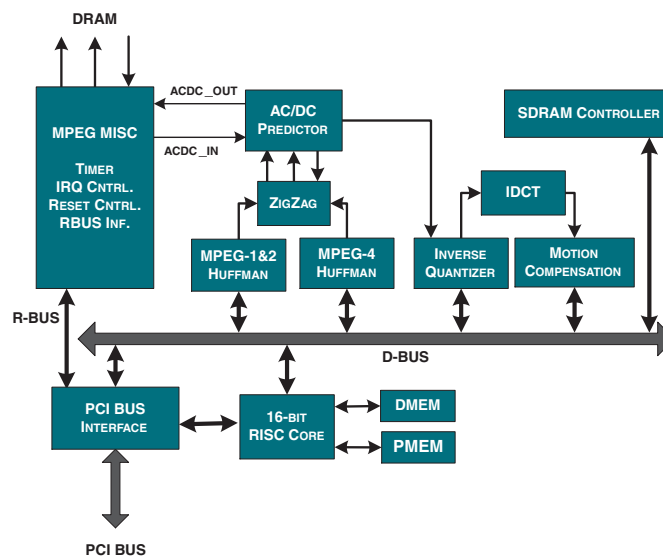 DRAM
MPEG MISC
TIMER
IRQ CNTRL.
RESET CNTRL.
RBUS INF.
ACDC_OUT
ACDC_IN
AC/DC
PREDICTOR
SDRAM CONTROLLER
ZIGZAG
IDCT
MPEG-1&2
HUFFMAN
MPEG-4
HUFFMAN
INVERSE
QUANTIZER
MOTION
COMPENSATION
R-BUS
D-BUS
PCI BUS
INTERFACE
16-BIT
RISC CORE
DMEM
PMEM
PCI BUS